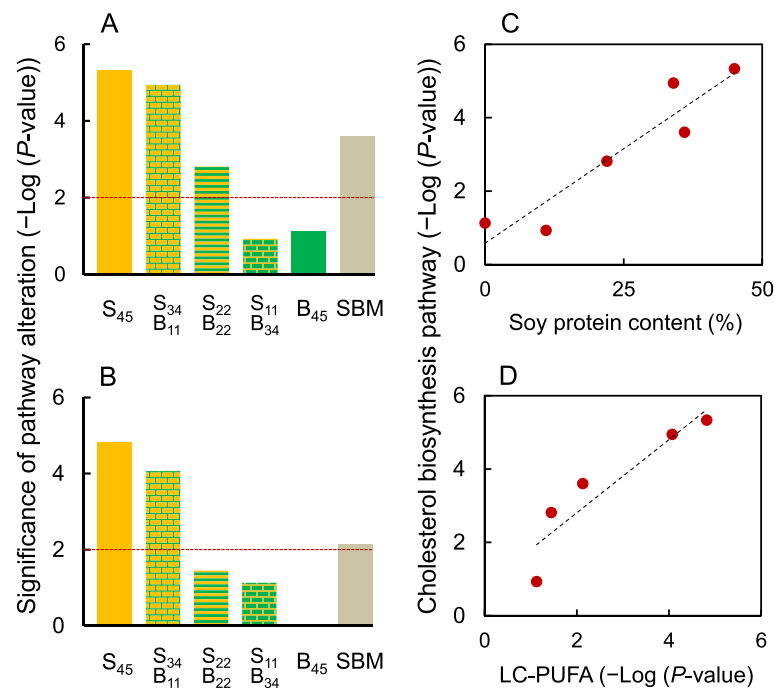 A
Significance of pathway alteration (−Log (P-value))
6
4
2
0
S₄₅
S₃₄
B₁₁
S₂₂
B₂₂
S₁₁
B₃₄
B₄₅
SBM
B
6
4
2
0
S₄₅
S₃₄
B₁₁
S₂₂
B₂₂
S₁₁
B₃₄
B₄₅
SBM
C
Cholesterol biosynthesis pathway (−Log (P-value))
6
4
2
0
0
25
50
Soy protein content (%)
D
6
4
2
0
0
2
4
6
LC-PUFA (−Log (P-value)